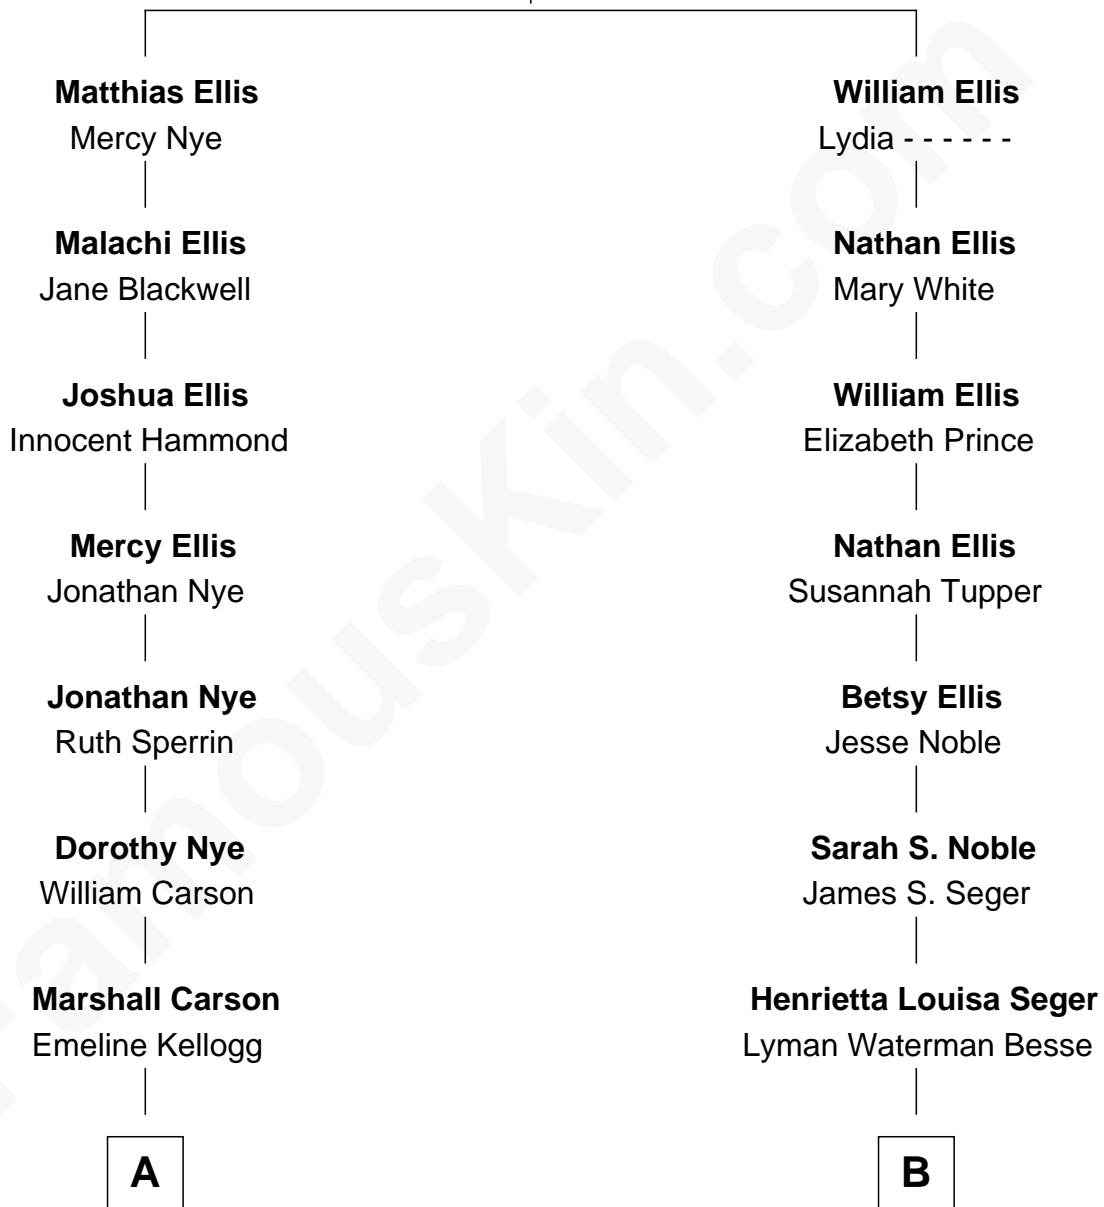 Matthias Ellis
Mercy Nye
Malachi Ellis
Jane Blackwell
Joshua Ellis
Innocent Hammond
Mercy Ellis
Jonathan Nye
Jonathan Nye
Ruth Sperrin
Dorothy Nye
William Carson
Marshall Carson
Emeline Kellogg
A
William Ellis
Lydia - - - - - -
Nathan Ellis
Mary White
William Ellis
Elizabeth Prince
Nathan Ellis
Susannah Tupper
Betsy Ellis
Jesse Noble
Sarah S. Noble
James S. Seger
Henrietta Louisa Seger
Lyman Waterman Besse
B
FamousKin.com